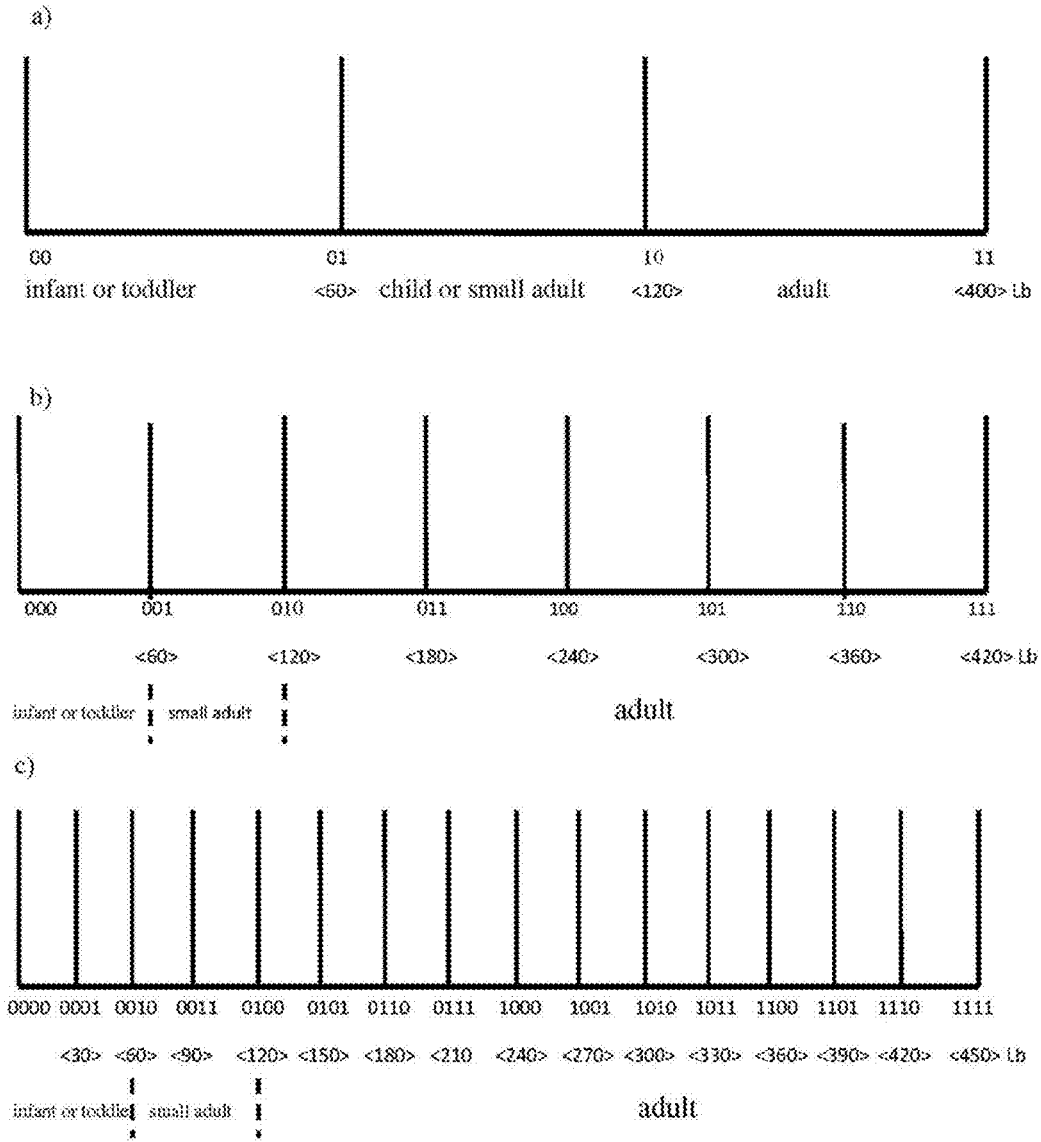 a)
00 01 10 11
infant or toddler <60> child or small adult <120> adult <400> Lb
b)
000 001 010 011 100 101 110 111
<60> <120> <180> <240> <300> <360> <420> Lb
infant or toddler small adult adult
c)
0000 0001 0010 0011 0100 0101 0110 0111 1000 1001 1010 1011 1100 1101 1110 1111
<30> <60> <90> <120> <150> <180> <210 <240> <270> <300> <330> <360> <390> <420> <450> Lb
infant or toddler small adult adult